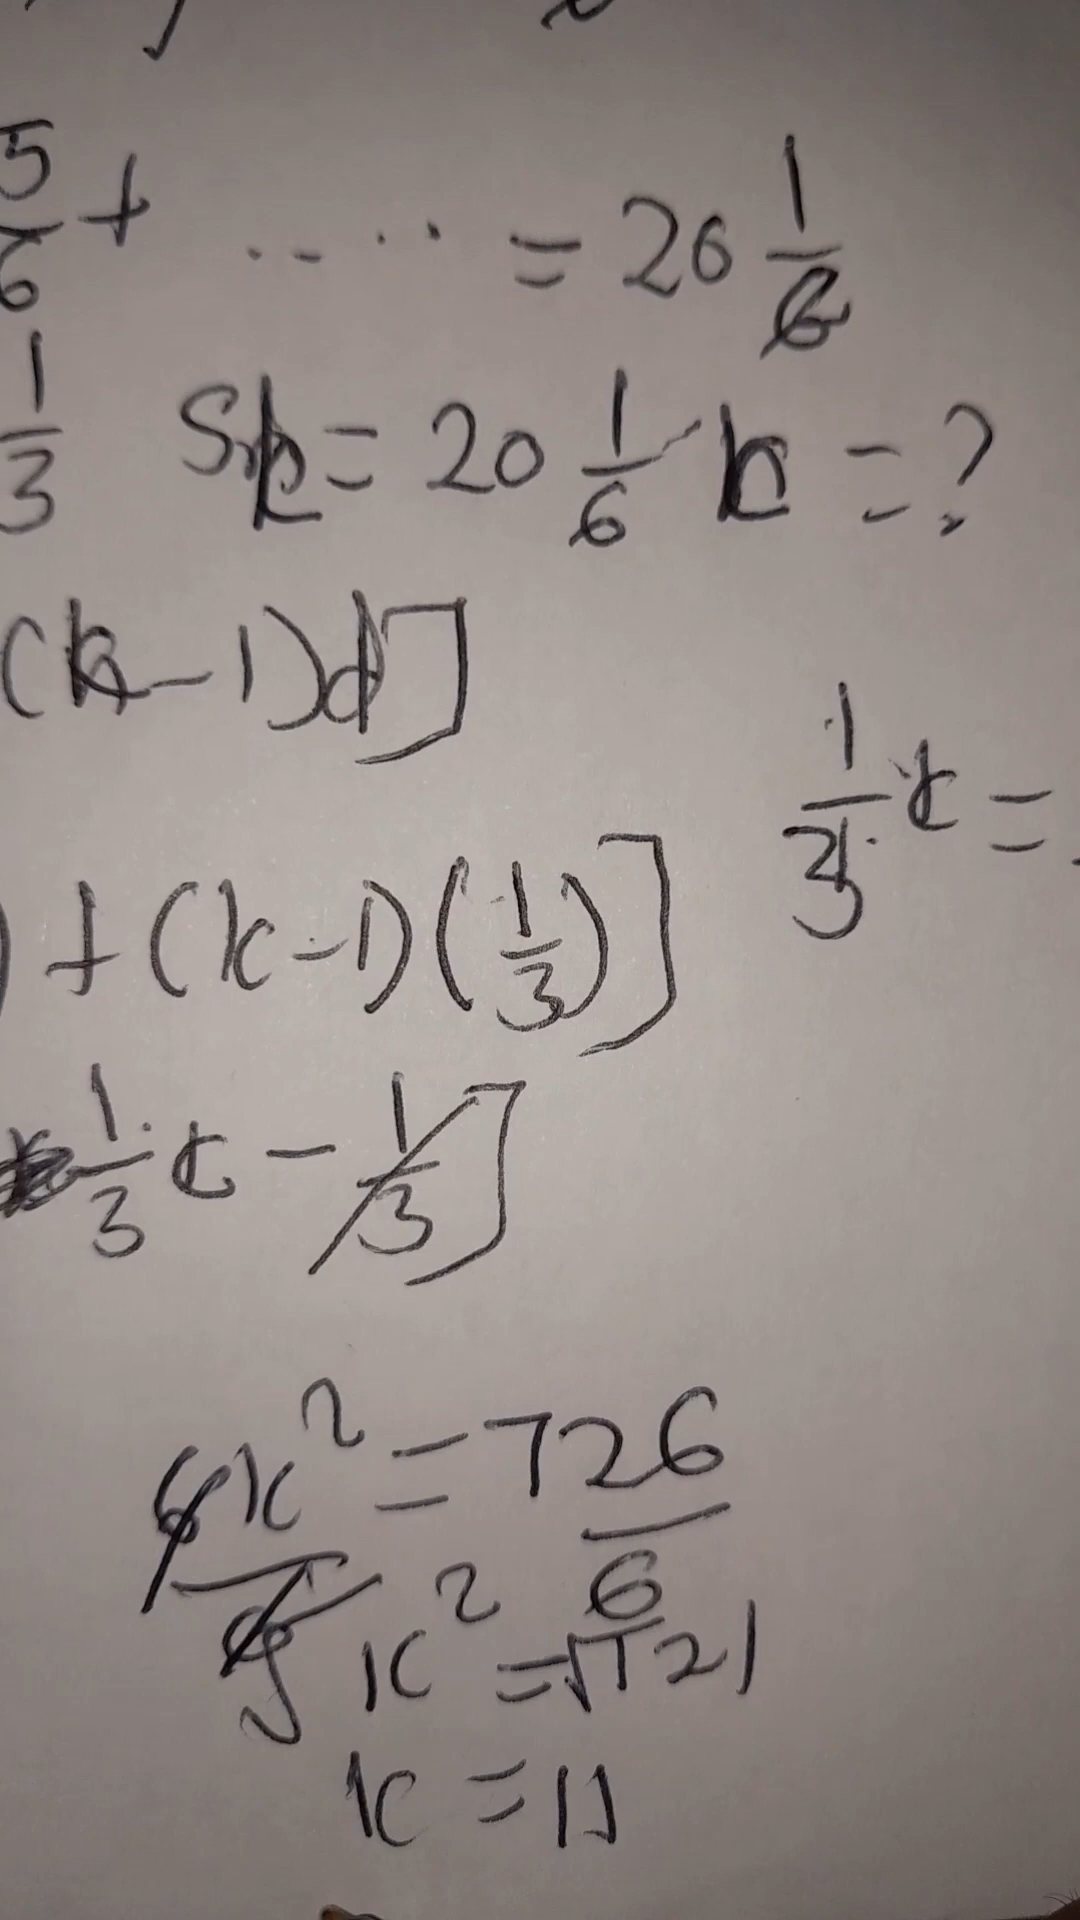 5/6 + ..... = 20 1/6
1/3 Sk = 20 1/6 k = ?
(k - 1)d]
1/3 k =
) + (k - 1)(1/3)]
1/3 k - 1/3]
6k² = 726
6
k² = √121
k = 11